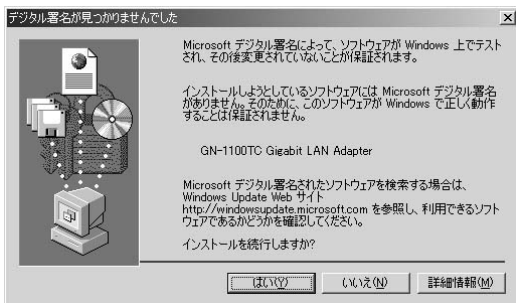 デジタル署名が見つかりませんでした
Microsoft デジタル署名によって、ソフトウェアが Windows 上でテスト
され、その後変更されていないことが保証されます。
インストールしようとしているソフトウェアには Microsoft デジタル署名
がありません。そのために、このソフトウェアが Windows で正しく動作
することは保証されません。
GN-1100TC Gigabit LAN Adapter
Microsoft デジタル署名されたソフトウェアを検索する場合は、
Windows Update Web サイト
http://windowsupdate.microsoft.com を参照し、利用できるソフト
ウェアであるかどうかを確認してください。
インストールを続行しますか?
はい(Y) いいえ(N) 詳細情報(M)